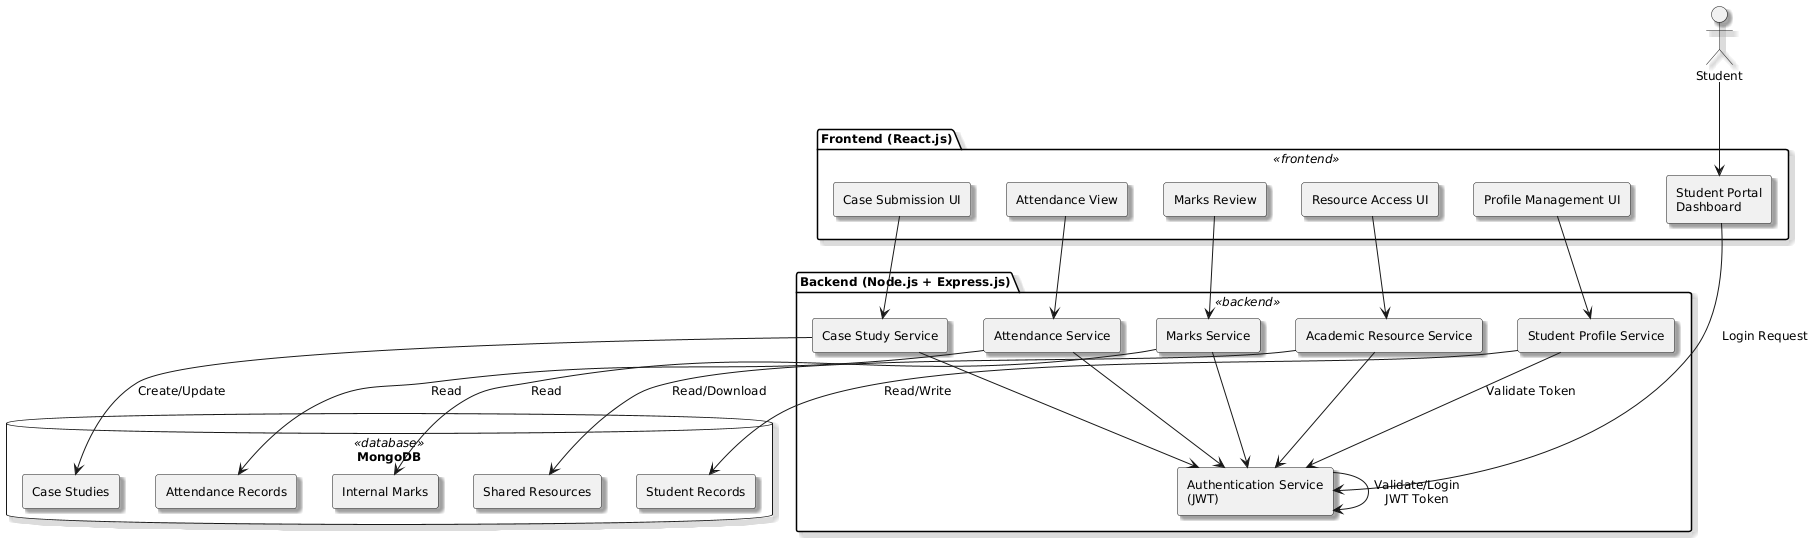 Student
Frontend (React.js)
«frontend»
Case Submission UI
Attendance View
Marks Review
Resource Access UI
Profile Management UI
Student Portal
Dashboard
Backend (Node.js + Express.js)
«backend»
Case Study Service
Attendance Service
Marks Service
Academic Resource Service
Student Profile Service
Login Request
Create/Update
Read
Read
Read/Download
Read/Write
Validate Token
«database»
MongoDB
Case Studies
Attendance Records
Internal Marks
Shared Resources
Student Records
Authentication Service
(JWT)
Validate/Login
JWT Token